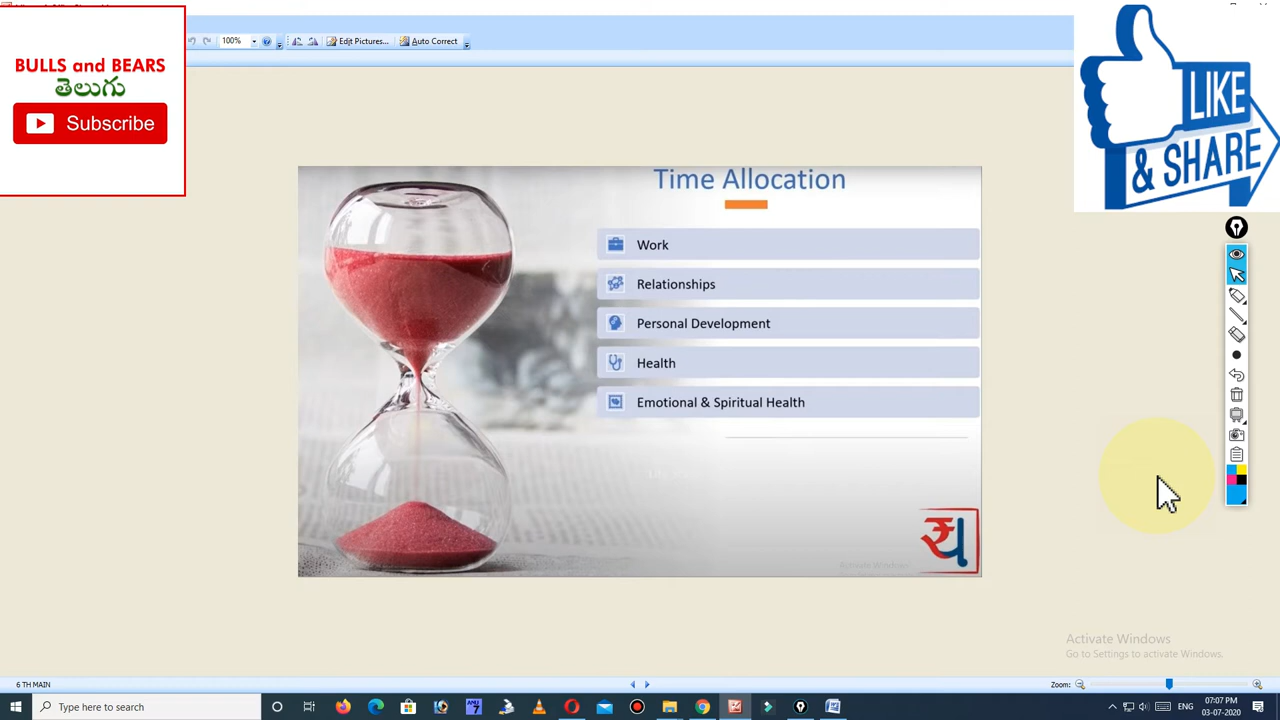 BULLS and BEARS
తెలుగు
Subscribe
100%
Edit Pictures...
Auto Correct
LIKE
& SHARE
Time Allocation
Work
Relationships
Personal Development
Health
Emotional & Spiritual Health
Activate Windows
Activate Windows
Go to Settings to activate Windows.
6 TH MAIN
Zoom:
Type here to search
ENG
07:07 PM
03-07-2020